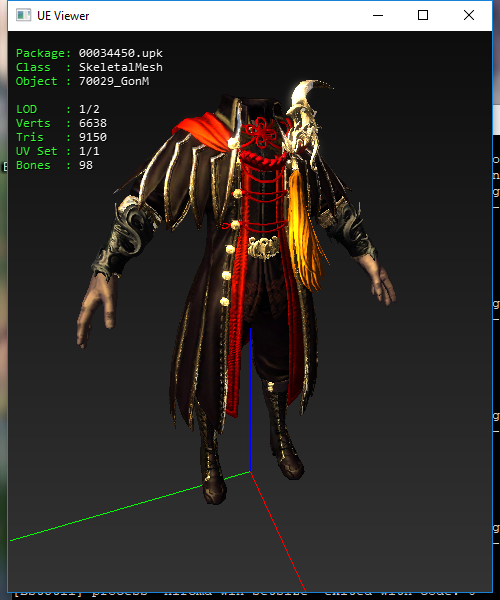 UE Viewer
Package: 00034450.upk
Class : SkeletalMesh
Object : 70029_GonM
LOD : 1/2
Verts : 6638
Tris : 9150
UV Set : 1/1
Bones : 98